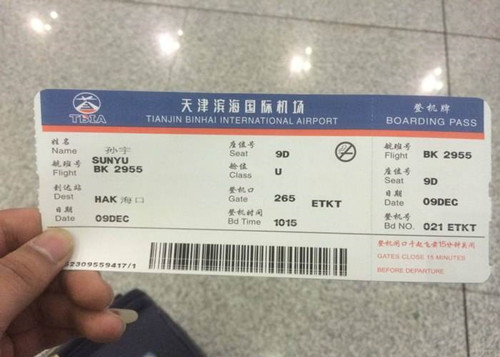 TBIA
天津滨海国际机场
TIANJIN BINHAI INTERNATIONAL AIRPORT
登机牌
BOARDING PASS
姓名
Name 孙宇
SUNYU
航班号
Flight BK 2955
到达站
Dest HAK 海口
日期
Date 09DEC
座位号
Seat 9D
舱位
Class U
登机口
Gate 265 ETKT
登机时间
Bd Time 1015
航班号
Flight BK 2955
座位号
Seat 9D
日期
Date 09DEC
登机号
Bd NO. 021 ETKT
登机闸口于起飞前15分钟关闭
GATES CLOSE 15 MINUTES
BEFORE DEPARTURE
62309559417/1